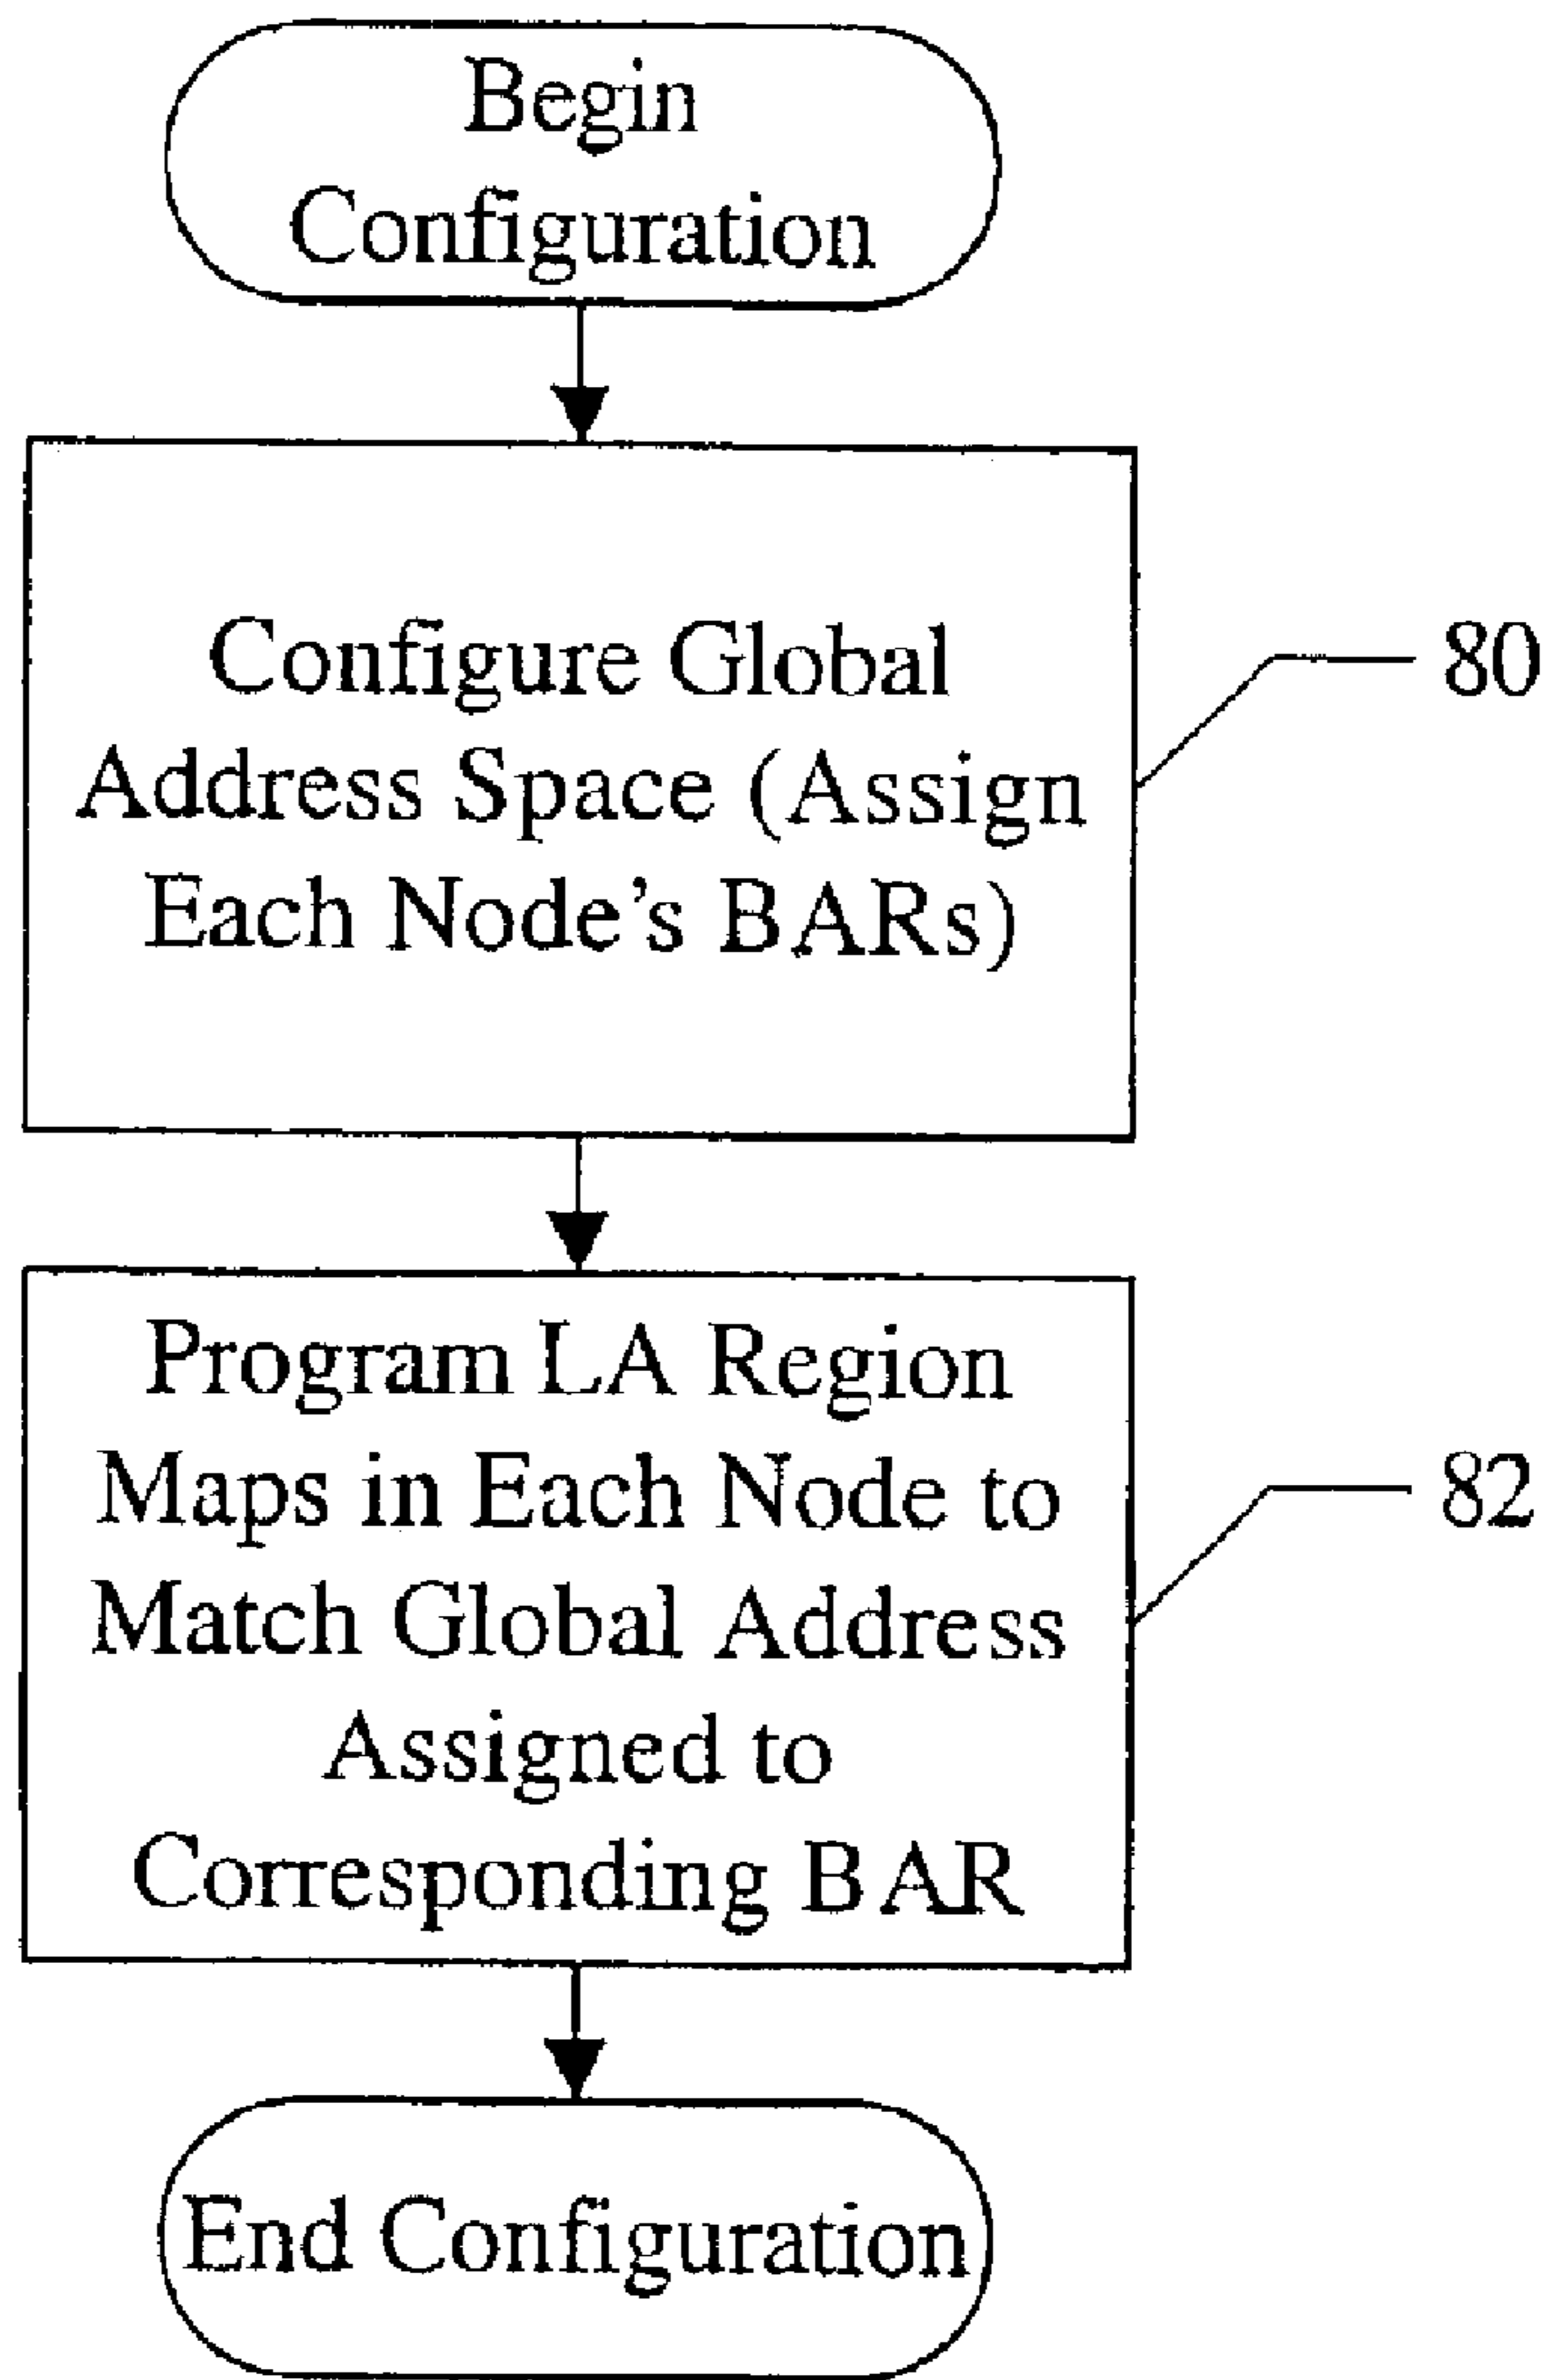 Begin
Configuration
Configure Global
Address Space (Assign
Each Node's BARs)
80
Program LA Region
Maps in Each Node to
Match Global Address
Assigned to
Corresponding BAR
82
End Configuration